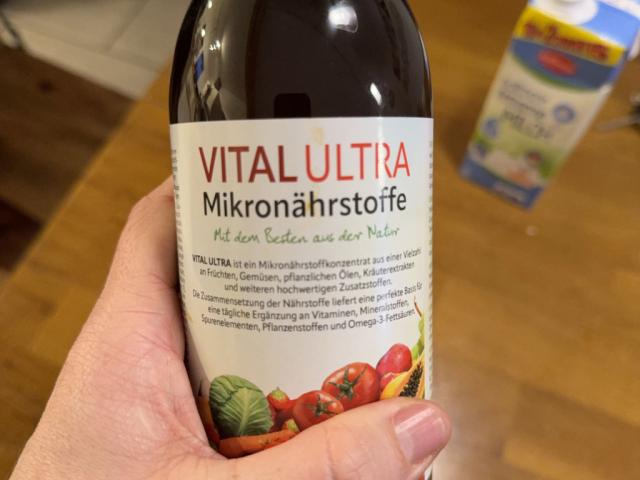 VITAL ULTRA
Mikronährstoffe
Mit dem Besten aus der Natur
VITAL ULTRA ist ein Mikronährstoffkonzentrat aus einer Vielzahl
an Früchten, Gemüsen, pflanzlichen Ölen, Kräuterextrakten
und weiteren hochwertigen Zusatzstoffen.
Die Zusammensetzung der Nährstoffe liefert eine perfekte Basis für
eine tägliche Ergänzung an Vitaminen, Mineralstoffen,
Spurenelementen, Pflanzenstoffen und Omega-3-Fettsäuren.
MILCH